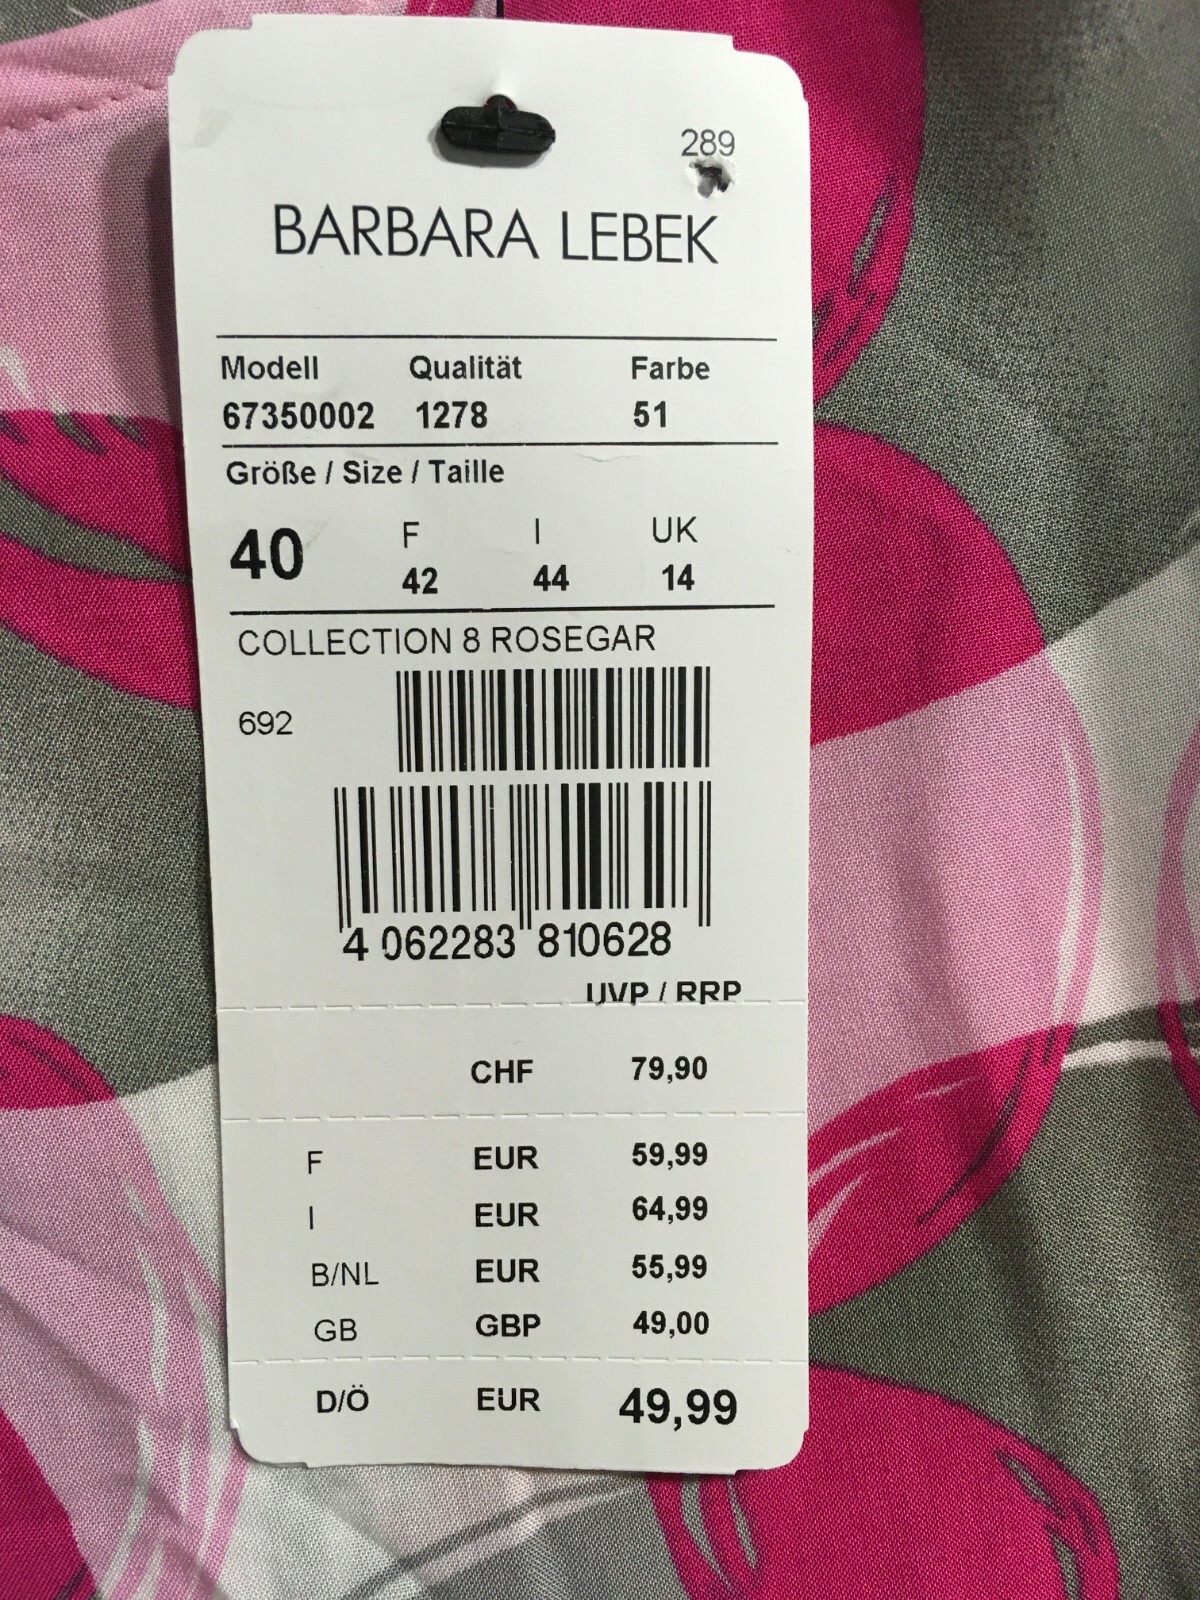 289
BARBARA LEBEK
Modell Qualität Farbe
67350002 1278 51
Größe / Size / Taille
F I UK
40 42 44 14
COLLECTION 8 ROSEGAR
692
4 062283 810628
UVP / RRP
CHF 79,90
F EUR 59,99
I EUR 64,99
B/NL EUR 55,99
GB GBP 49,00
D/Ö EUR 49,99